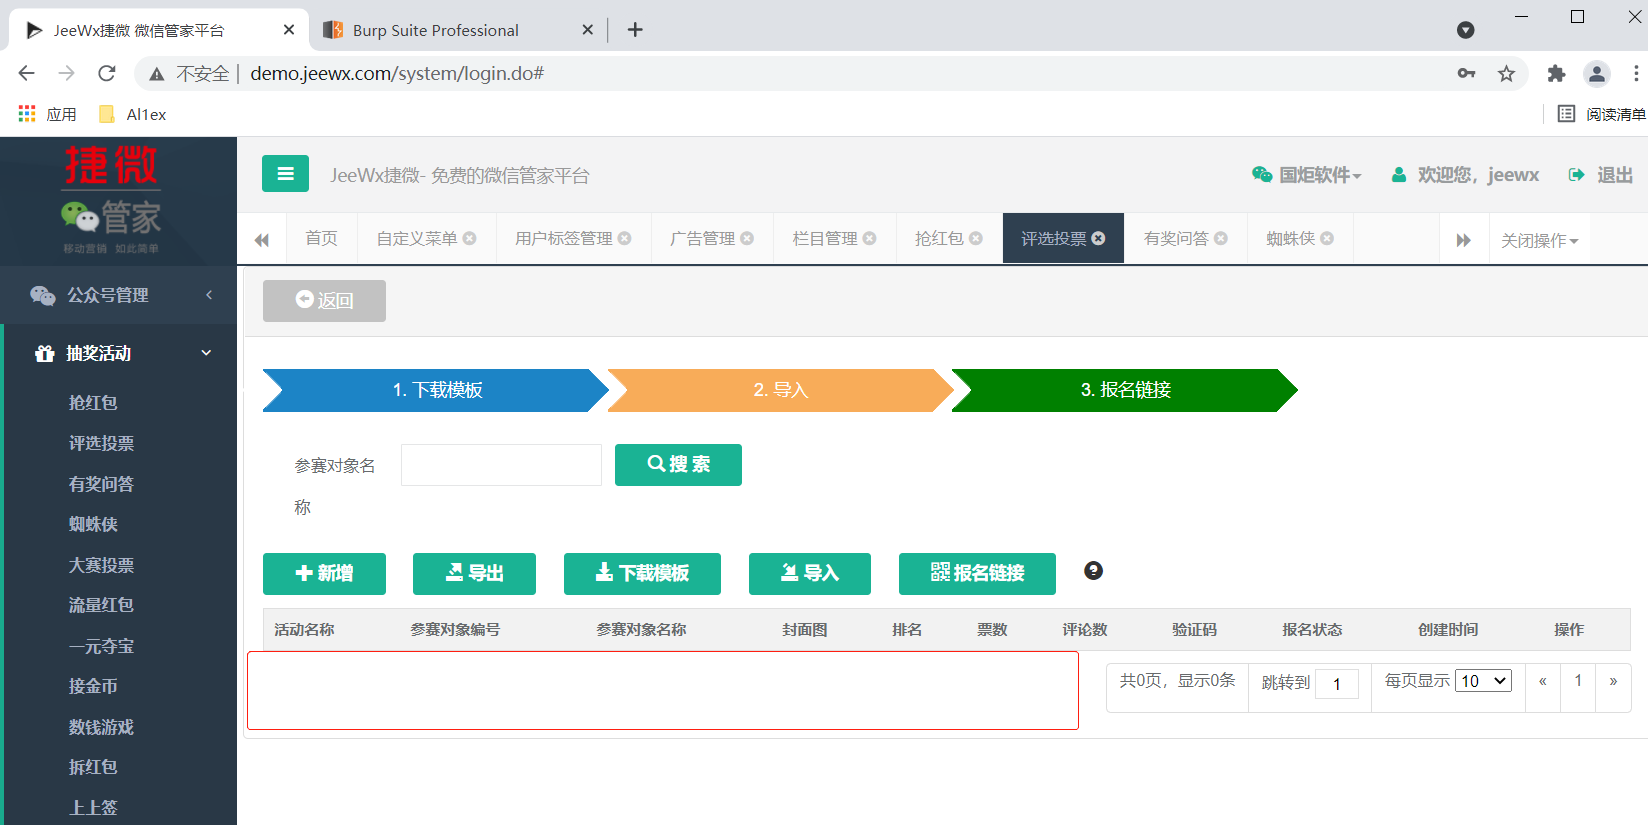 JeeWx捷微 微信管家平台
Burp Suite Professional
不安全 | demo.jeewx.com/system/login.do#
应用
Al1ex
阅读清单
捷微
管家
移动营销 如此简单
JeeWx捷微- 免费的微信管家平台
国炬软件
欢迎您，jeewx
退出
首页
自定义菜单
用户标签管理
广告管理
栏目管理
抢红包
评选投票
有奖问答
蜘蛛侠
关闭操作
公众号管理
抽奖活动
抢红包
评选投票
有奖问答
蜘蛛侠
大赛投票
流量红包
一元夺宝
接金币
数钱游戏
拆红包
上上签
返回
1. 下载模板
2. 导入
3. 报名链接
参赛对象名
称
搜 索
新增
导出
下载模板
导入
报名链接
活动名称 参赛对象编号 参赛对象名称 封面图 排名 票数 评论数 验证码 报名状态 创建时间 操作
共0页，显示0条 跳转到 1 每页显示 10 « 1 »